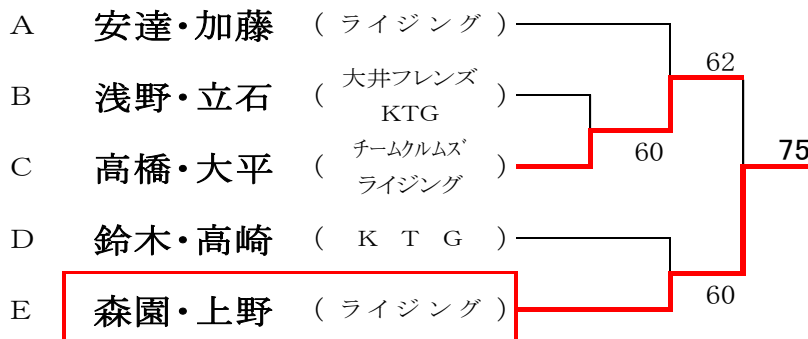 A 安達・加藤 (ライジング)
62
B 浅野・立石 (大井フレンズ
KTG)
60
75
C 高橋・大平 (チームクルムズ
ライジング)
D 鈴木・高崎 (KTG)
60
E 森園・上野 (ライジング)